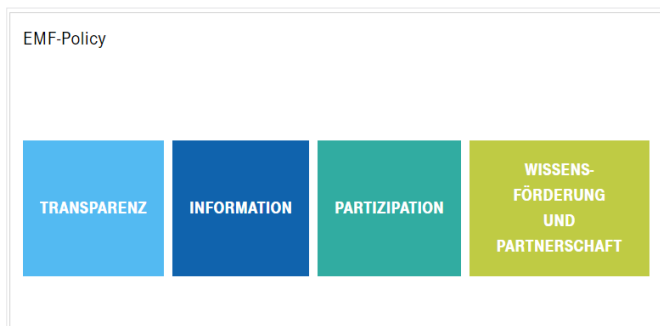 EMF-Policy
TRANSPARENZ
INFORMATION
PARTIZIPATION
WISSENS-
FÖRDERUNG
UND
PARTNERSCHAFT